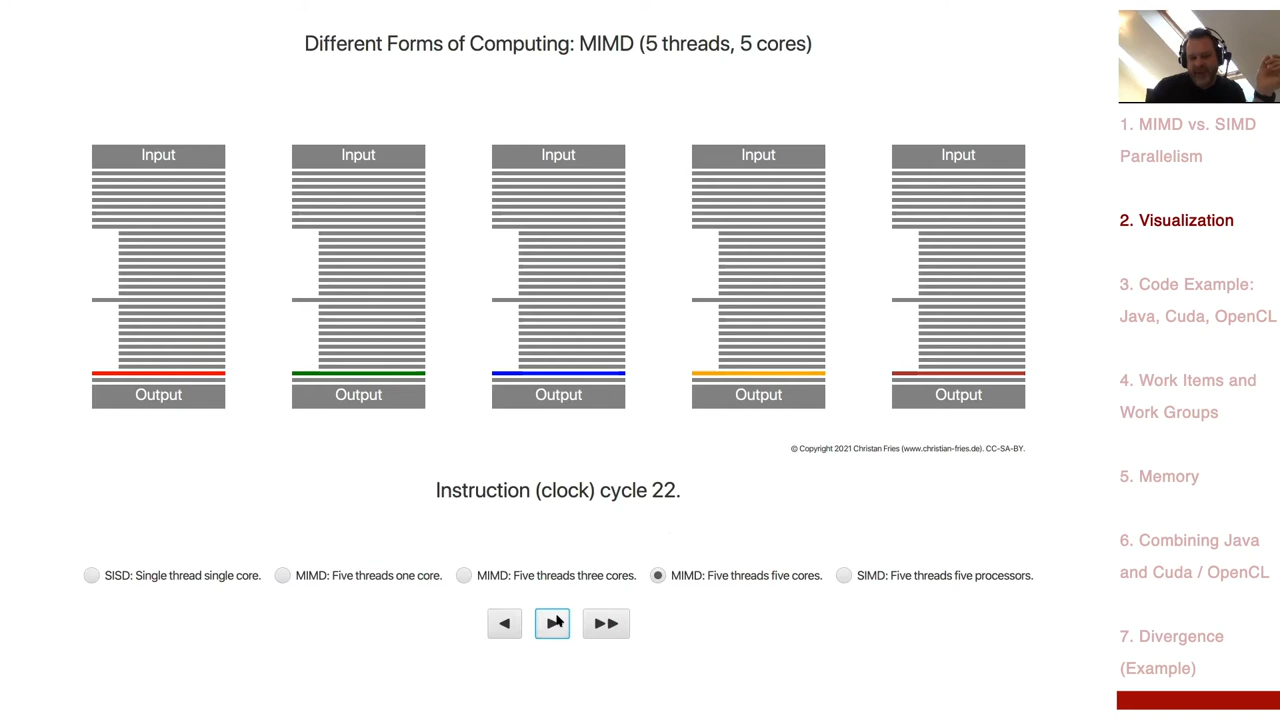 Different Forms of Computing: MIMD (5 threads, 5 cores)
Input
Input
Input
Input
Input
Output
Output
Output
Output
Output
© Copyright 2021 Christan Fries (www.christian-fries.de). CC-SA-BY.
Instruction (clock) cycle 22.
SISD: Single thread single core.
MIMD: Five threads one core.
MIMD: Five threads three cores.
MIMD: Five threads five cores.
SIMD: Five threads five processors.
1. MIMD vs. SIMD
Parallelism
2. Visualization
3. Code Example:
Java, Cuda, OpenCL
4. Work Items and
Work Groups
5. Memory
6. Combining Java
and Cuda / OpenCL
7. Divergence
(Example)